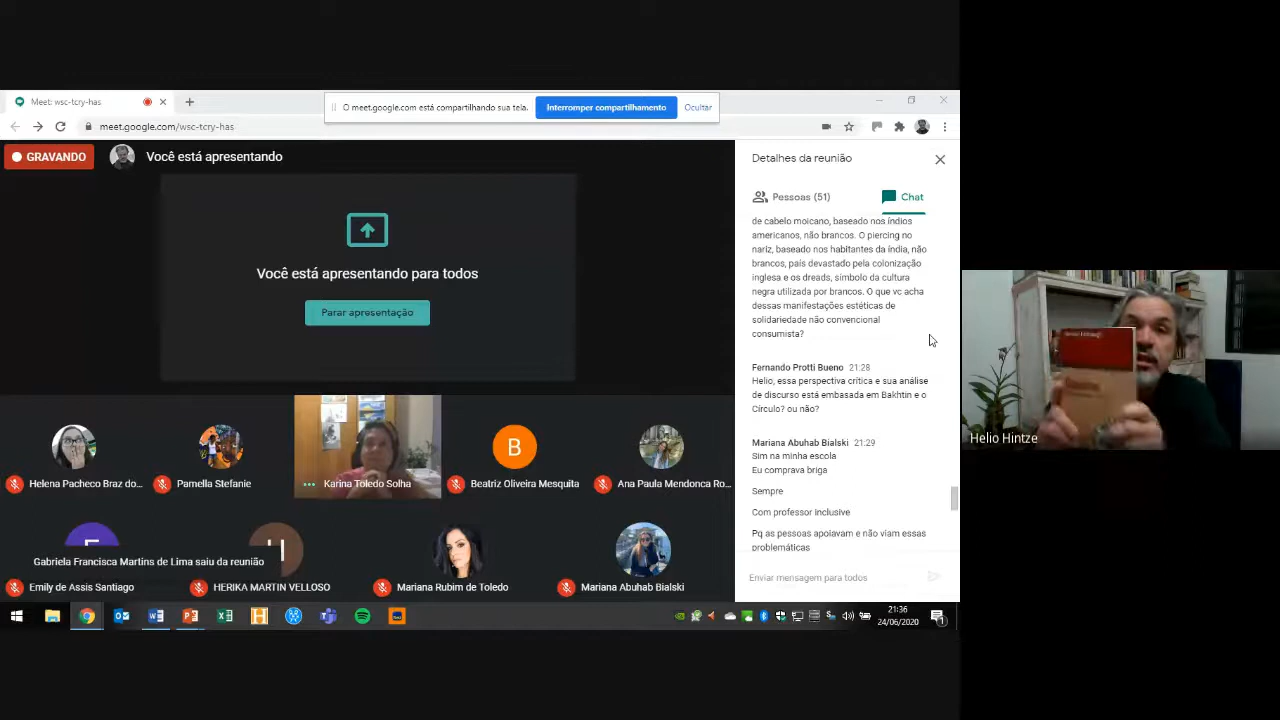 Meet: wsc-tcry-has
O meet.google.com está compartilhando sua tela.
Interromper compartilhamento
Ocultar
meet.google.com/wsc-tcry-has
GRAVANDO
Você está apresentando
Você está apresentando para todos
Parar apresentação
Detalhes da reunião
Pessoas (51)
Chat
de cabelo moicano, baseado nos índios
americanos, não brancos. O piercing no
nariz, baseado nos habitantes da índia, não
brancos, país devastado pela colonização
inglesa e os dreads, símbolo da cultura
negra utilizada por brancos. O que vc acha
dessas manifestações estéticas de
solidariedade não convencional
consumista?
Fernando Protti Bueno 21:28
Helio, essa perspectiva crítica e sua análise
de discurso está embasada em Bakhtin e o
Círculo? ou não?
Mariana Abuhab Bialski 21:29
Sim na minha escola
Eu comprava briga
Sempre
Com professor inclusive
Pq as pessoas apoiavam e não viam essas
problemáticas
Enviar mensagem para todos
Helena Pacheco Braz do...
Pamella Stefanie
Karina Toledo Solha
B
Beatriz Oliveira Mesquita
Ana Paula Mendonca Ro...
Gabriela Francisca Martins de Lima saiu da reunião
Emily de Assis Santiago
HERIKA MARTIN VELLOSO
Mariana Rubim de Toledo
Mariana Abuhab Bialski
Helio Hintze
21:36
24/06/2020